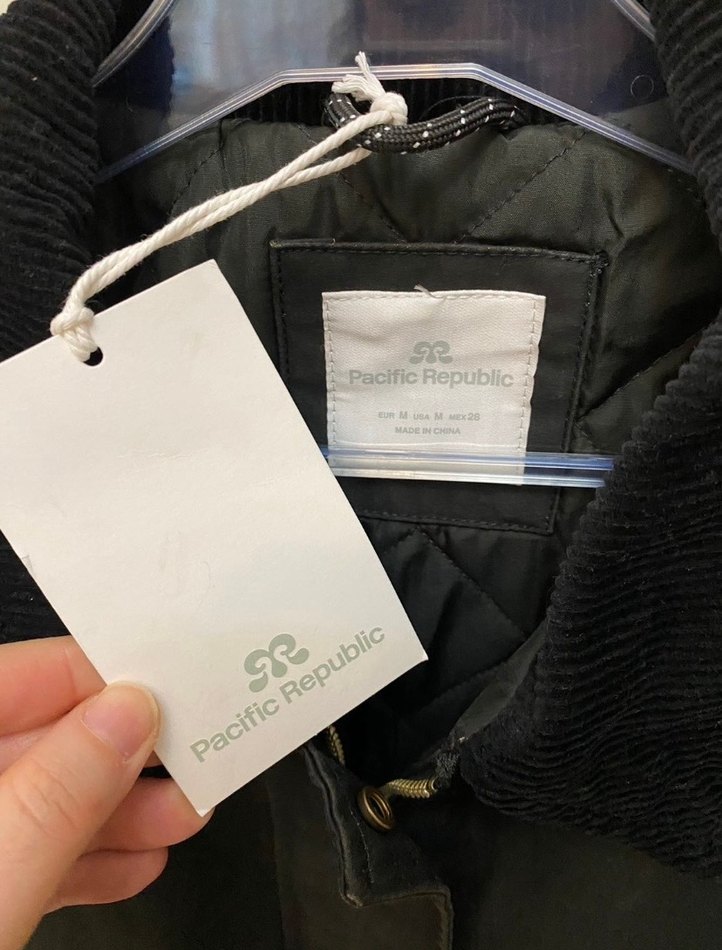 Pacific Republic
EUR M USA M MEX 28
MADE IN CHINA
Pacific Republic